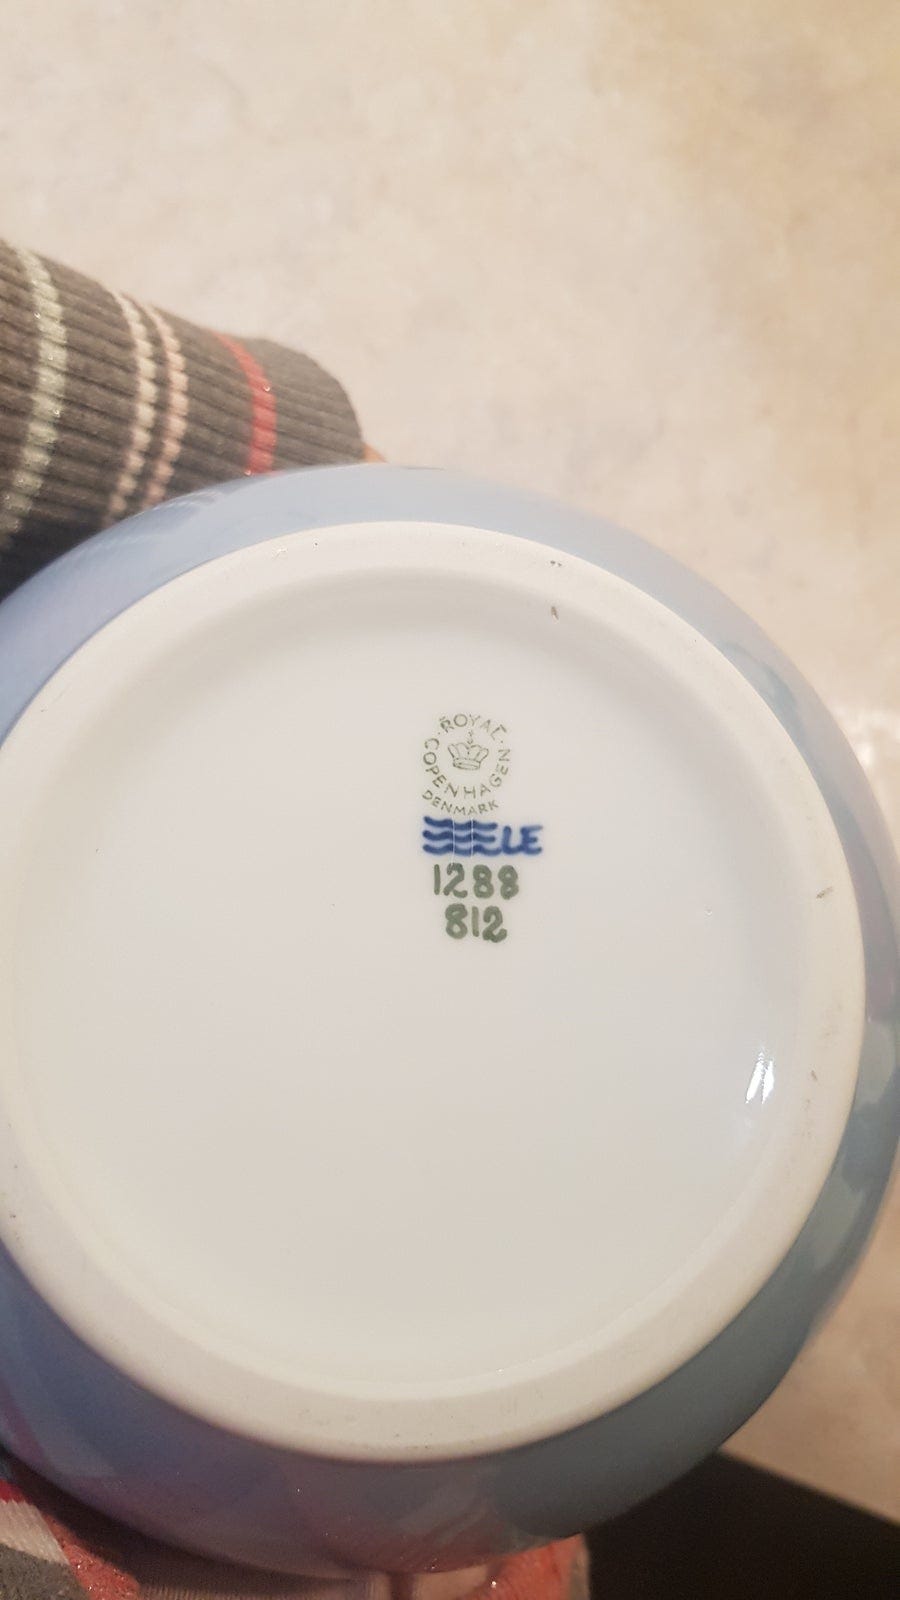 ROYAL
COPENHAGEN
DENMARK
LE
1288
812